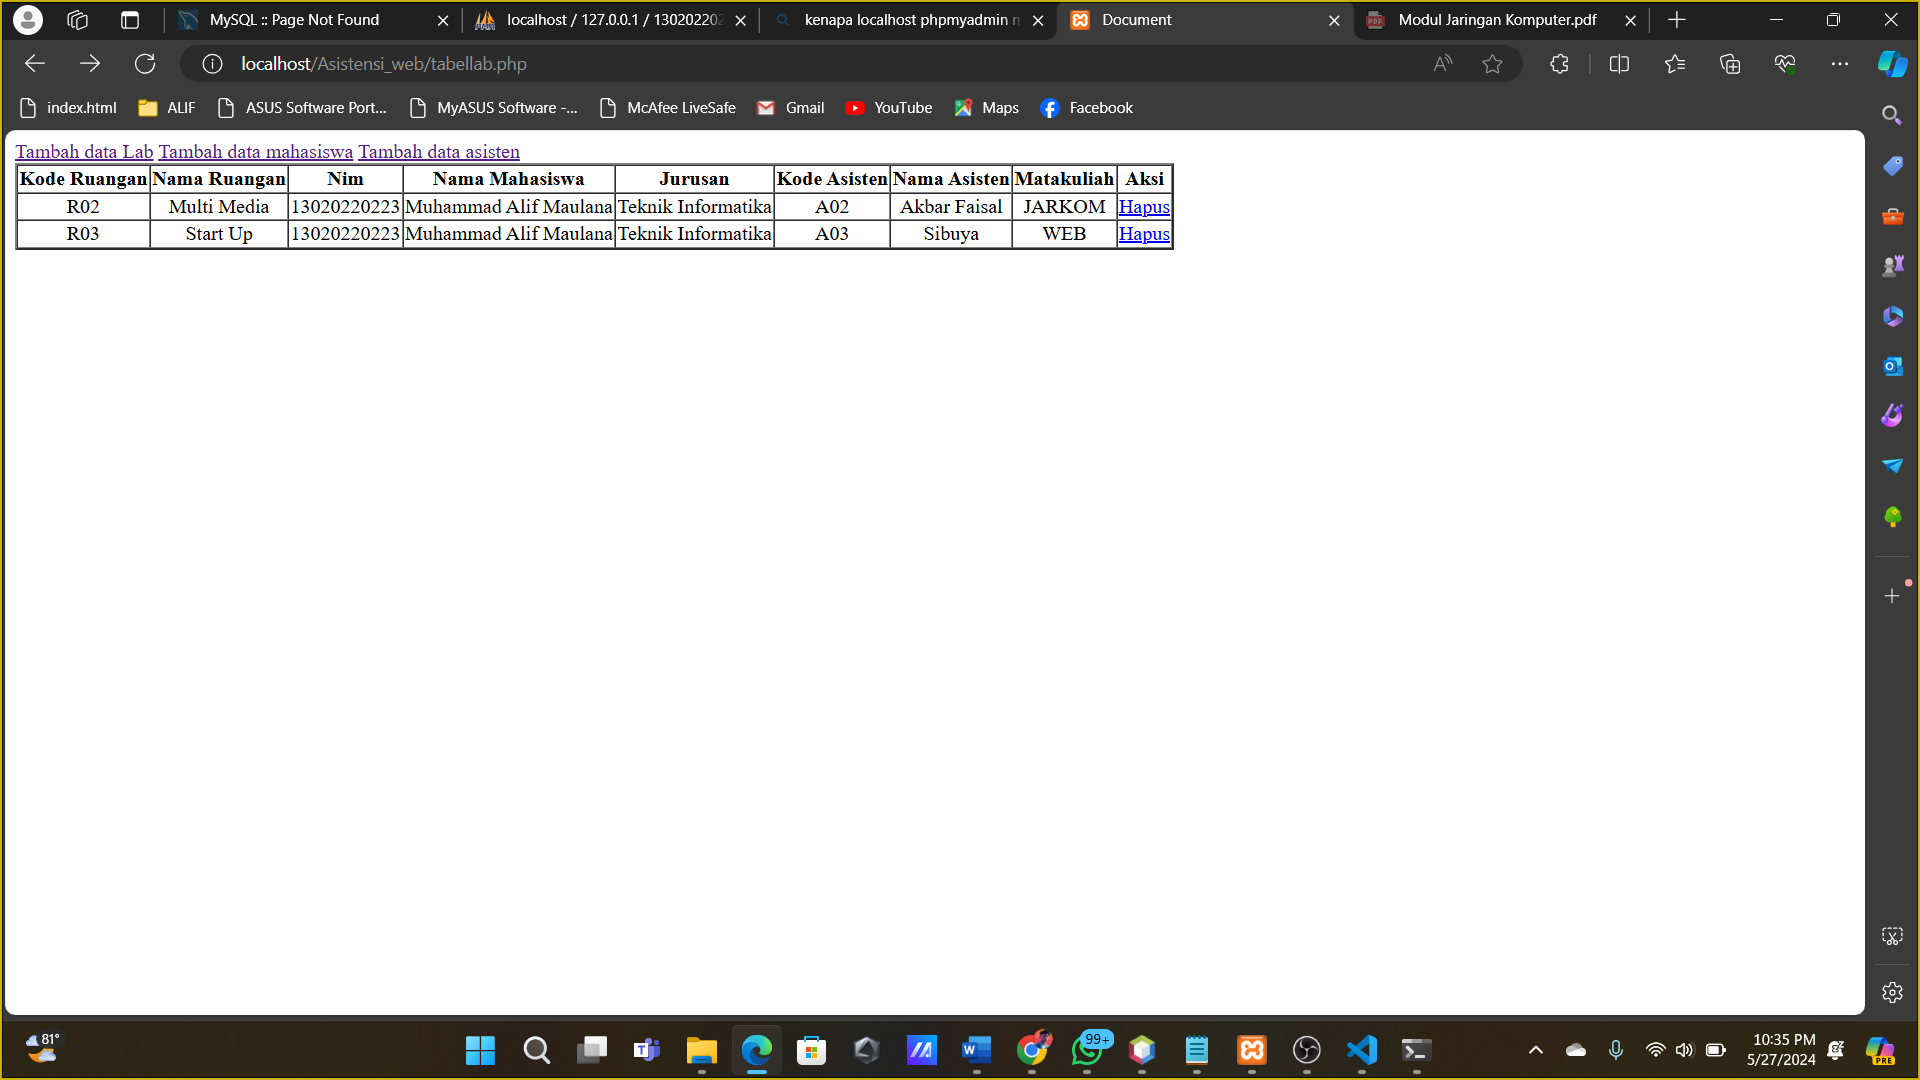 MySQL :: Page Not Found
localhost / 127.0.0.1 / 130202202
kenapa localhost phpmyadmin m
Document
Modul Jaringan Komputer.pdf
localhost/Asistensi_web/tabellab.php
index.html ALIF ASUS Software Port... MyASUS Software -... McAfee LiveSafe Gmail YouTube Maps Facebook
Tambah data Lab Tambah data mahasiswa Tambah data asisten
Kode Ruangan Nama Ruangan Nim Nama Mahasiswa Jurusan Kode Asisten Nama Asisten Matakuliah Aksi
R02 Multi Media 13020220223 Muhammad Alif Maulana Teknik Informatika A02 Akbar Faisal JARKOM Hapus
R03 Start Up 13020220223 Muhammad Alif Maulana Teknik Informatika A03 Sibuya WEB Hapus
81°
99+
10:35 PM
5/27/2024
PRE